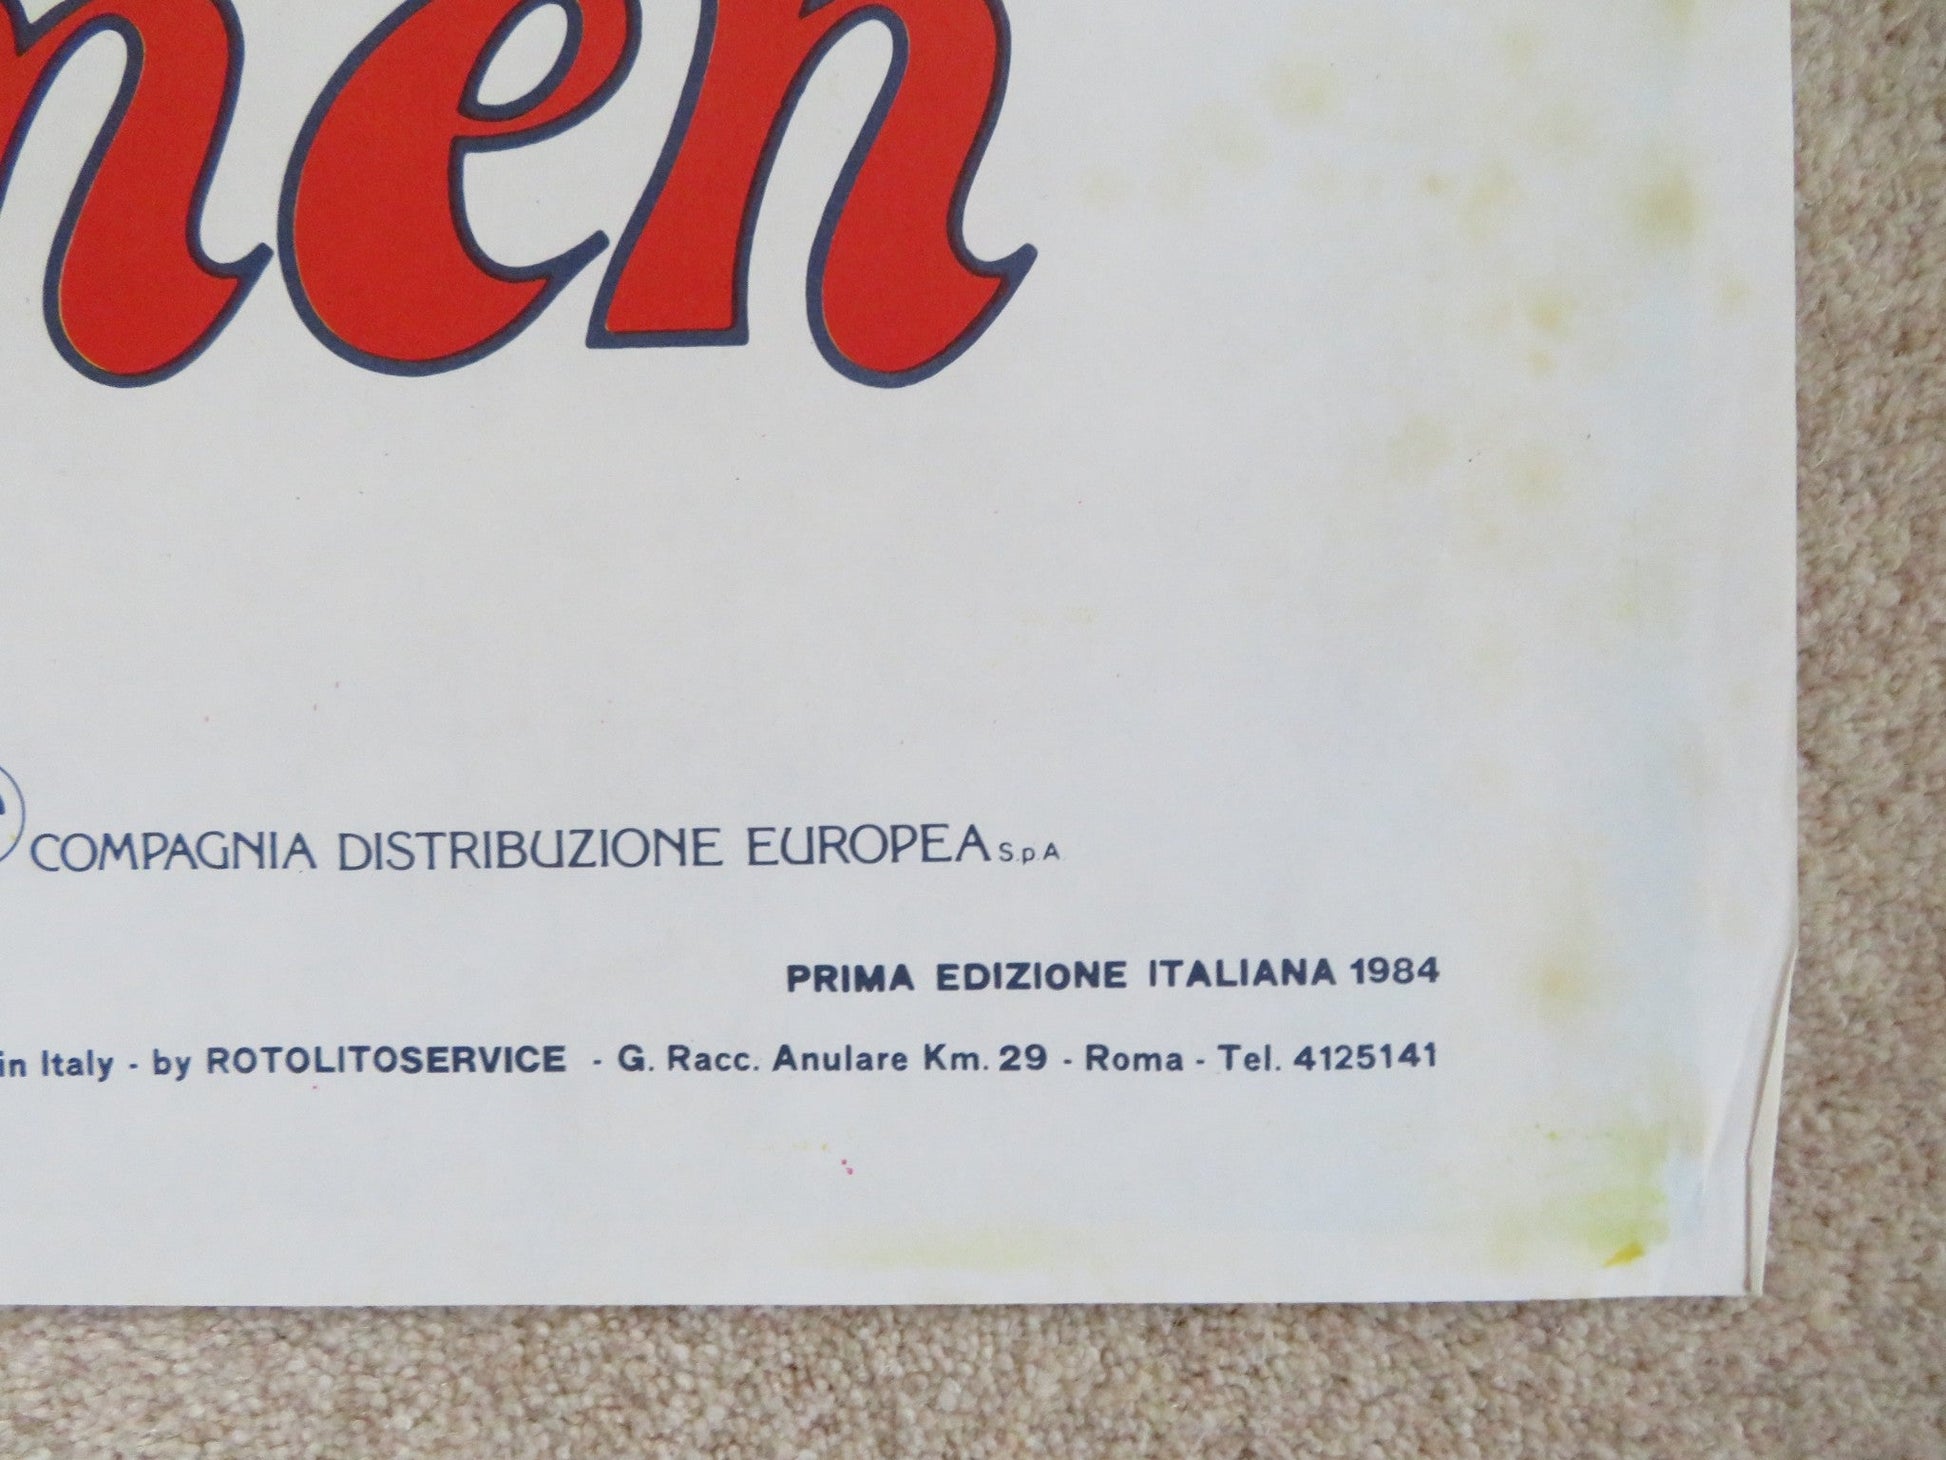 men
COMPAGNIA DISTRIBUZIONE EUROPEA S.p.A
PRIMA EDIZIONE ITALIANA 1984
in Italy - by ROTOLITOSERVICE - G. Racc. Anulare Km. 29 - Roma - Tel. 4125141